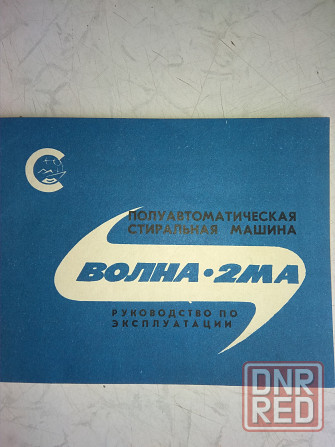 ПОЛУАВТОМАТИЧЕСКАЯ
СТИРАЛЬНАЯ МАШИНА
ВОЛНА·2МА
РУКОВОДСТВО ПО
ЭКСПЛУАТАЦИИ
DNR
RED